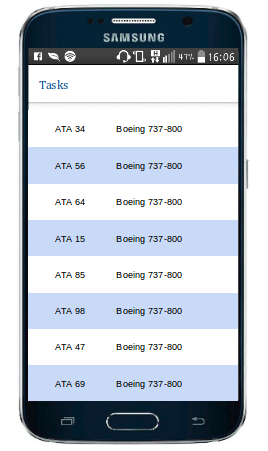 SAMSUNG
47% 16:06
Tasks
ATA 34 Boeing 737-800
ATA 56 Boeing 737-800
ATA 64 Boeing 737-800
ATA 15 Boeing 737-800
ATA 85 Boeing 737-800
ATA 98 Boeing 737-800
ATA 47 Boeing 737-800
ATA 69 Boeing 737-800